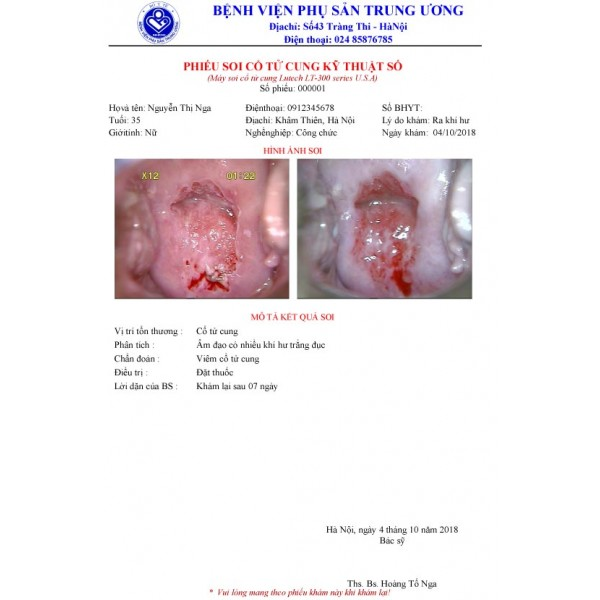 BỆNH VIỆN PHỤ SẢN TRUNG ƯƠNG
Địachỉ: Số43 Tràng Thi - HàNội
Điện thoại: 024 85876785
PHIẾU SOI CỔ TỬ CUNG KỸ THUẬT SỐ
(Máy soi cổ tử cung Lutech LT-300 series U.S.A)
Số phiếu: 000001
Họvà tên: Nguyễn Thị Nga Điệnthoại: 0912345678 Số BHYT:
Tuổi: 35 Địachỉ: Khâm Thiên, Hà Nội Lý do khám: Ra khí hư
Giớitính: Nữ Nghềnghiệp: Công chức Ngày khám: 04/10/2018
HÌNH ẢNH SOI
X12 01:22
MÔ TẢ KẾT QUẢ SOI
Vị trí tổn thương : Cổ tử cung
Phân tích : Âm đạo có nhiều khí hư trắng đục
Chẩn đoán : Viêm cổ tử cung
Điều trị : Đặt thuốc
Lời dặn của BS : Khám lại sau 07 ngày
Hà Nội, ngày 4 tháng 10 năm 2018
Bác sỹ
Ths. Bs. Hoàng Tố Nga
* Vui lòng mang theo phiếu khám này khi khám lại!